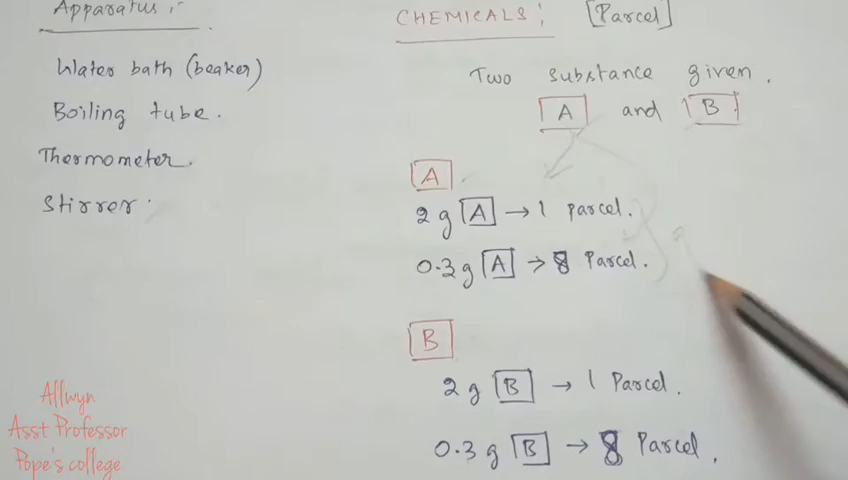 Apparatus :-
Water bath (beaker)
Boiling tube.
Thermometer.
Stirrer.
CHEMICALS: [Parcel]
Two substance given.
A and B
A
2 g A → 1 parcel.
0.3 g A → 8 Parcel.
B
2 g B → 1 Parcel.
0.3 g B → 8 Parcel.
Allwyn
Asst Professor
Pope's college